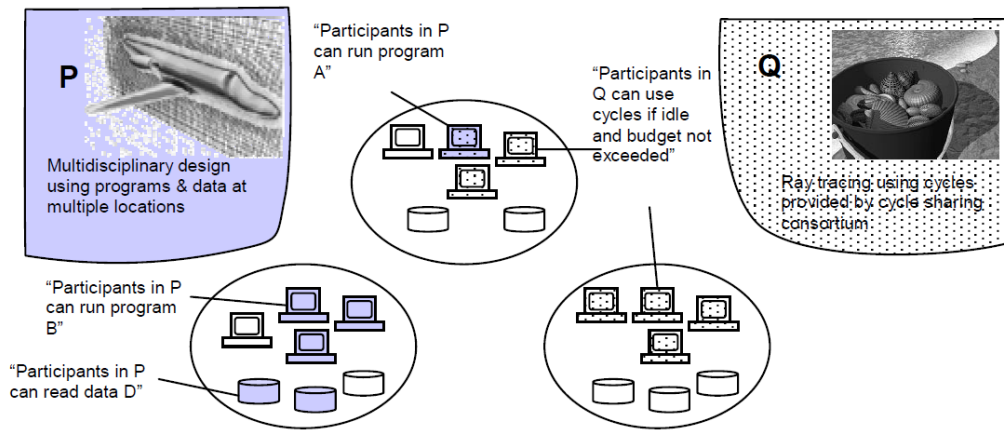 P
Multidisciplinary design
using programs & data at
multiple locations
“Participants in P
can run program
A”
“Participants in
Q can use
cycles if idle
and budget not
exceeded”
Q
Ray tracing using cycles
provided by cycle sharing
consortium
“Participants in P
can run program
B”
“Participants in P
can read data D”